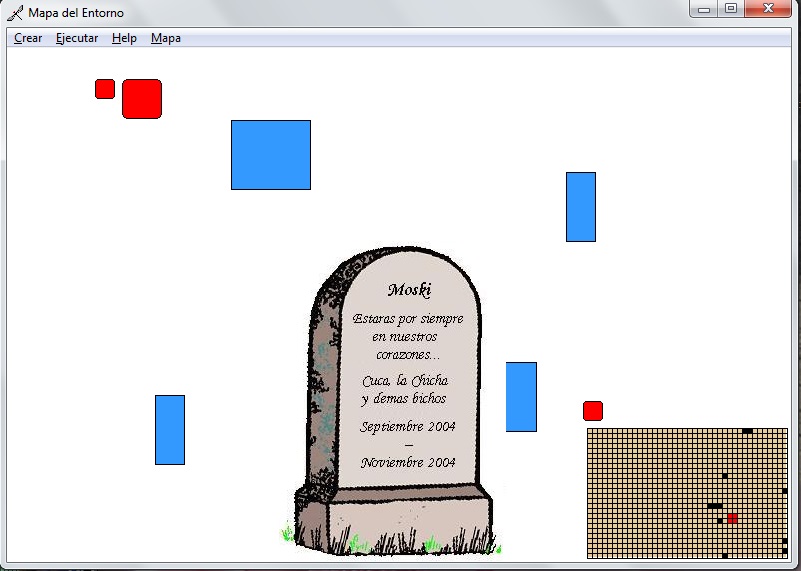 Mapa del Entorno
Crear Ejecutar Help Mapa
Moski
Estaras por siempre
en nuestros
corazones...
Cuca, la Chicha
y demas bichos
Septiembre 2004
–
Noviembre 2004